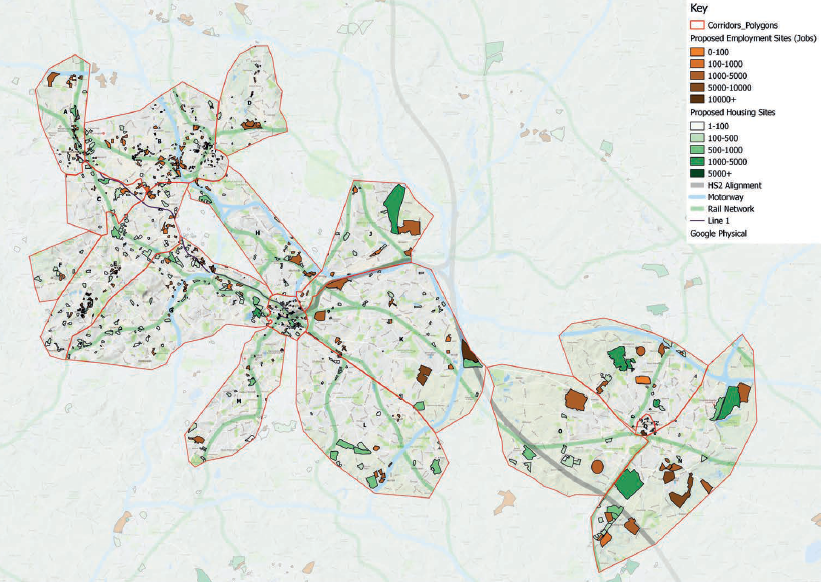 Key
Corridors_Polygons
Proposed Employment Sites (Jobs)
0-100
100-1000
1000-5000
5000-10000
10000+
Proposed Housing Sites
1-100
100-500
500-1000
1000-5000
5000+
HS2 Alignment
Motorway
Rail Network
Line 1
Google Physical
A
D
B
C
H
E
J
K
L
M